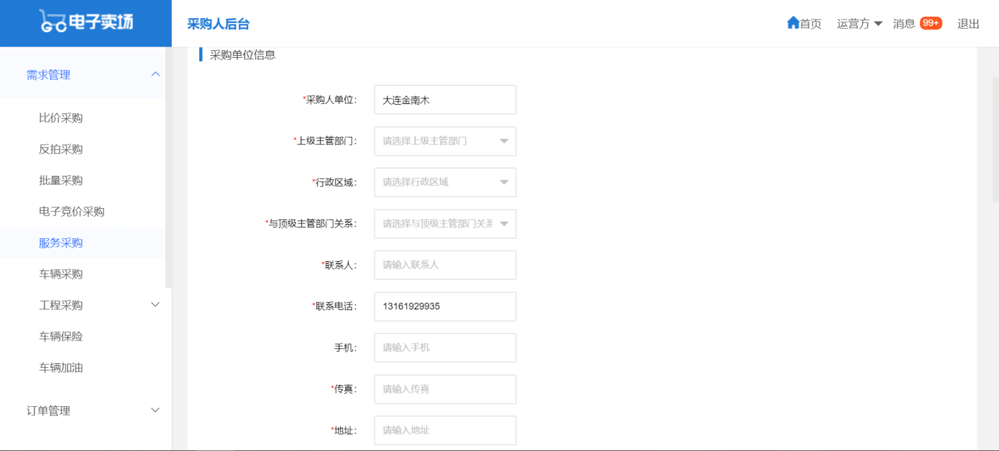 电子卖场
采购人后台
首页 运营方 消息 99+ 退出
需求管理
比价采购
反拍采购
批量采购
电子竞价采购
服务采购
车辆采购
工程采购
车辆保险
车辆加油
订单管理
采购单位信息
*采购人单位: 大连金南木
*上级主管部门: 请选择上级主管部门
*行政区域: 请选择行政区域
*与顶级主管部门关系: 请选择与顶级主管部门关系
*联系人: 请输入联系人
*联系电话: 13161929935
手机: 请输入手机
*传真: 请输入传真
*地址: 请输入地址